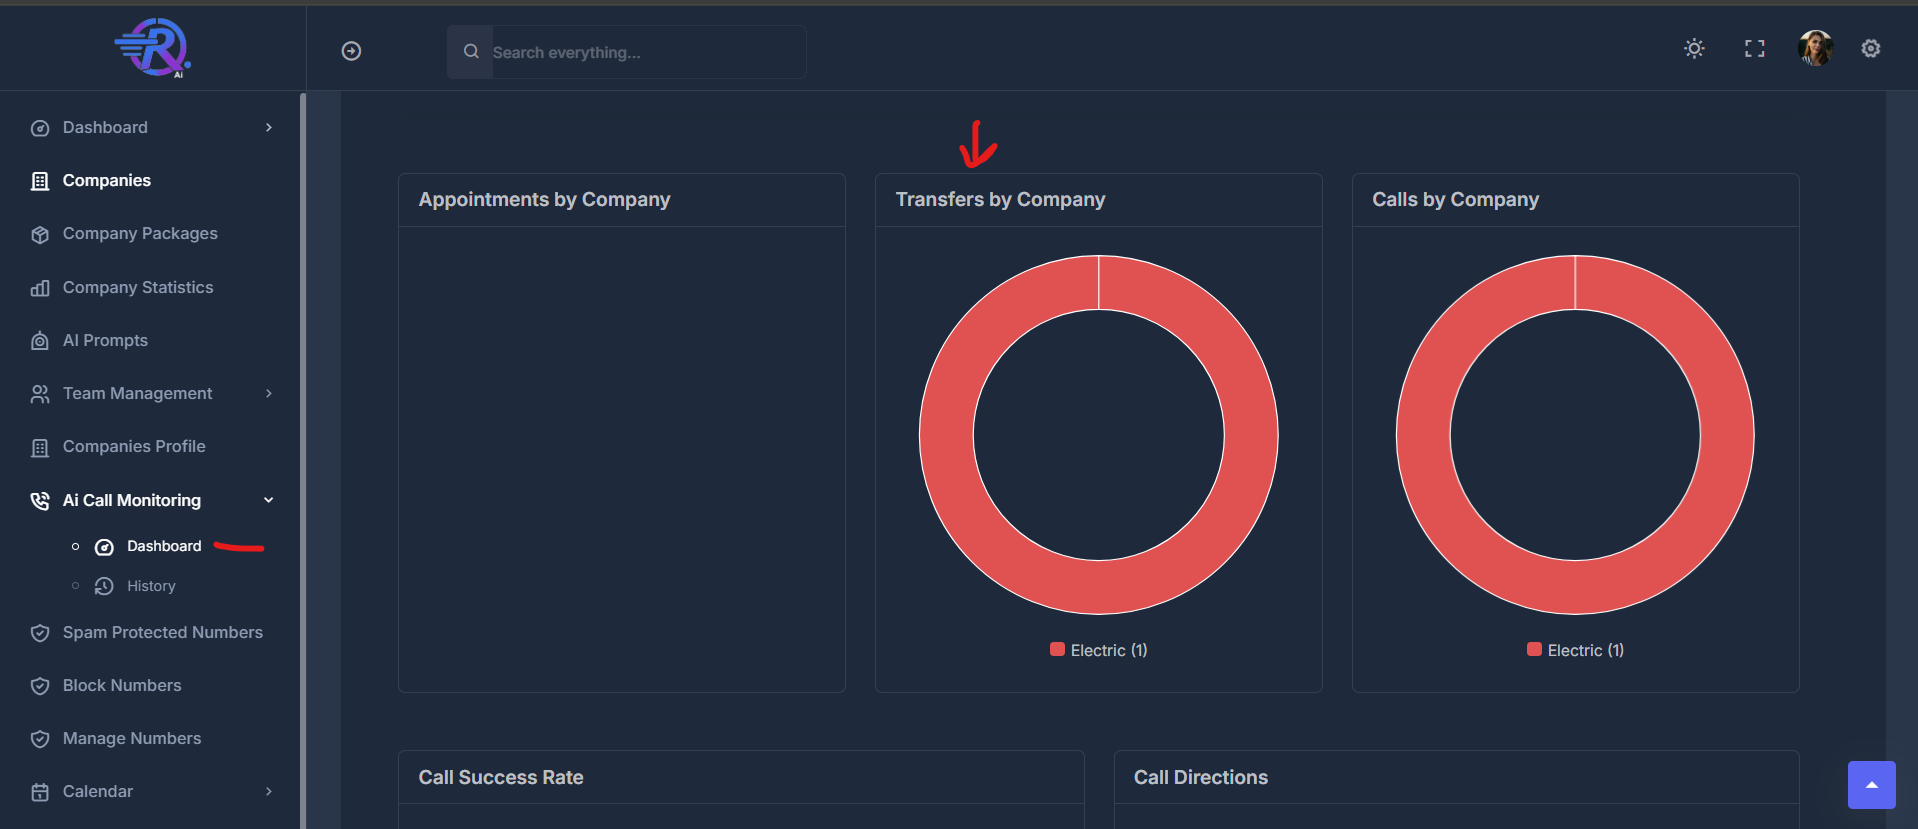 R
Ai
Search everything...
Dashboard
Companies
Company Packages
Company Statistics
AI Prompts
Team Management
Companies Profile
Ai Call Monitoring
Dashboard
History
Spam Protected Numbers
Block Numbers
Manage Numbers
Calendar
Appointments by Company
Transfers by Company
Electric (1)
Calls by Company
Electric (1)
Call Success Rate
Call Directions